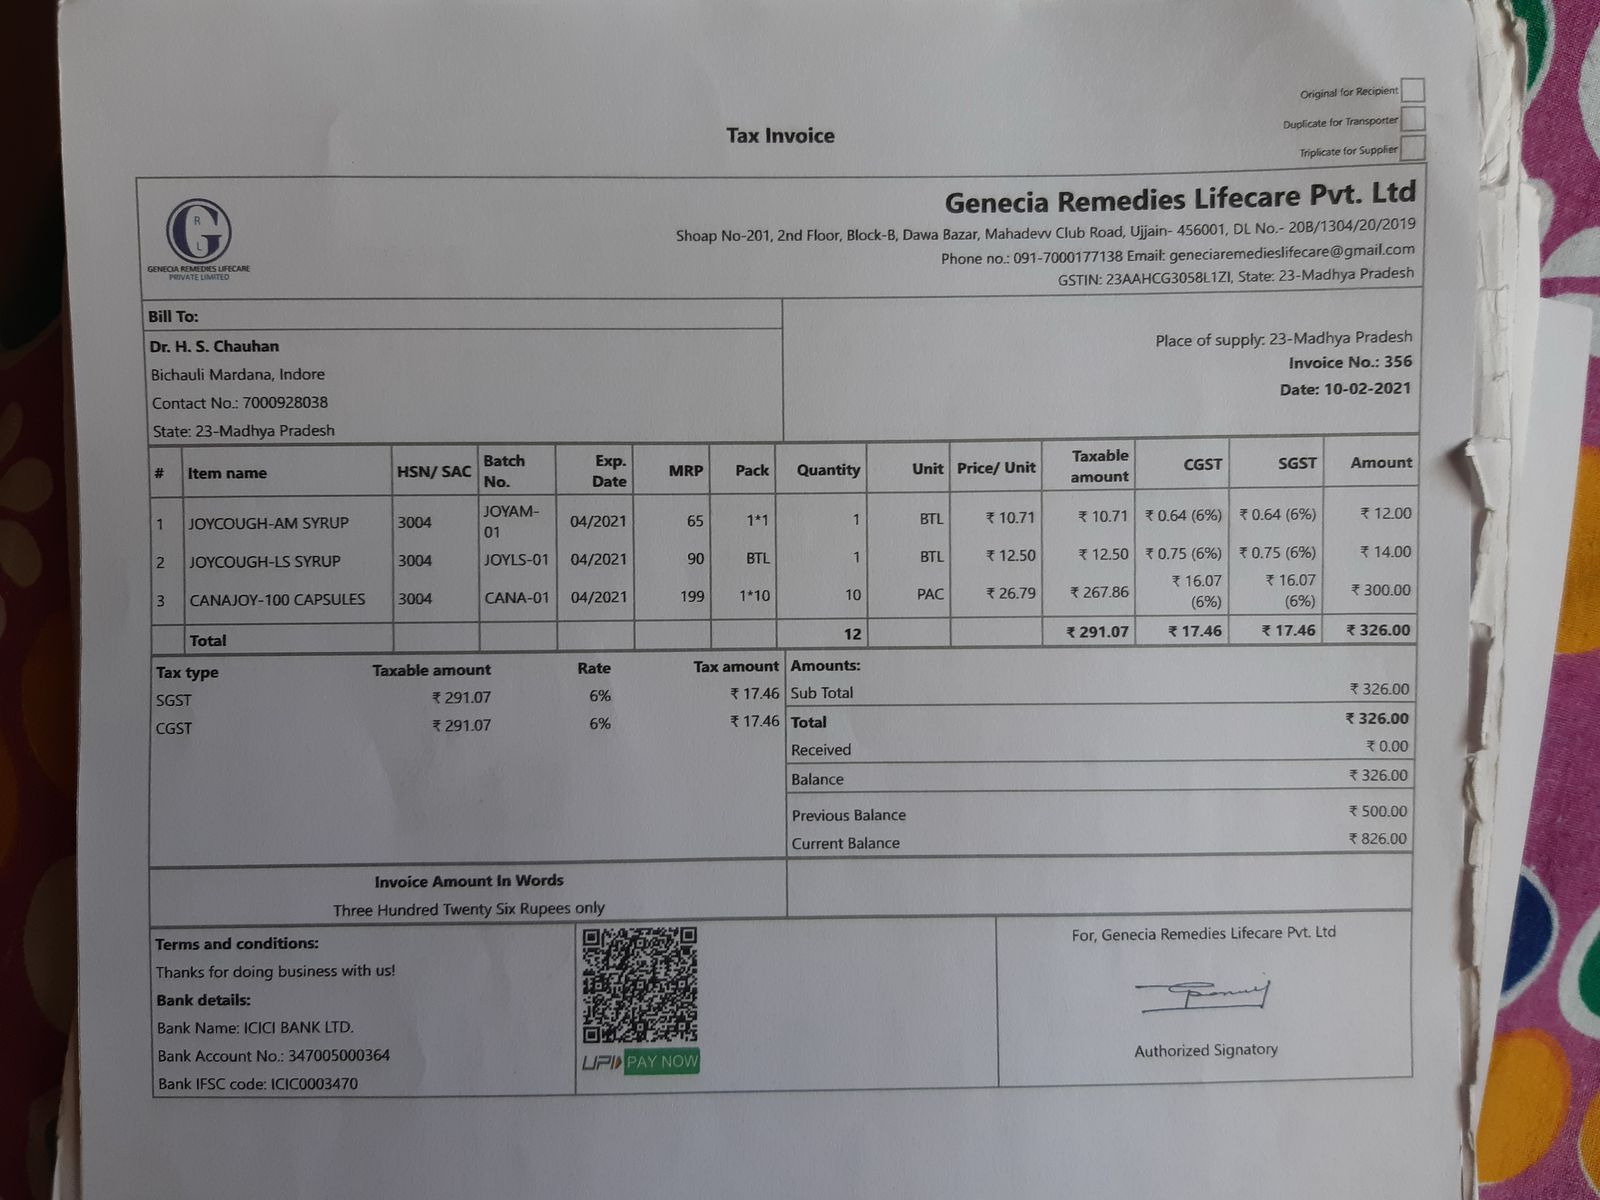 Original for Recipient
Duplicate for Transporter
Triplicate for Supplier
Tax Invoice
G
R
L
GENECIA REMEDIES LIFECARE
PRIVATE LIMITED
Genecia Remedies Lifecare Pvt. Ltd
Shoap No-201, 2nd Floor, Block-B, Dawa Bazar, Mahadevv Club Road, Ujjain- 456001, DL No.- 20B/1304/20/2019
Phone no.: 091-7000177138 Email: geneciaremedieslifecare@gmail.com
GSTIN: 23AAHCG3058L1ZI, State: 23-Madhya Pradesh
Bill To:
Dr. H. S. Chauhan
Bichauli Mardana, Indore
Contact No.: 7000928038
State: 23-Madhya Pradesh
Place of supply: 23-Madhya Pradesh
Invoice No.: 356
Date: 10-02-2021
# Item name HSN/ SAC Batch No. Exp. Date MRP Pack Quantity Unit Price/ Unit Taxable amount CGST SGST Amount
1 JOYCOUGH-AM SYRUP 3004 JOYAM-01 04/2021 65 1*1 1 BTL ₹ 10.71 ₹ 10.71 ₹ 0.64 (6%) ₹ 0.64 (6%) ₹ 12.00
2 JOYCOUGH-LS SYRUP 3004 JOYLS-01 04/2021 90 BTL 1 BTL ₹ 12.50 ₹ 12.50 ₹ 0.75 (6%) ₹ 0.75 (6%) ₹ 14.00
3 CANAJOY-100 CAPSULES 3004 CANA-01 04/2021 199 1*10 10 PAC ₹ 26.79 ₹ 267.86 ₹ 16.07 (6%) ₹ 16.07 (6%) ₹ 300.00
Total 12 ₹ 291.07 ₹ 17.46 ₹ 17.46 ₹ 326.00
Tax type Taxable amount Rate Tax amount
SGST ₹ 291.07 6% ₹ 17.46
CGST ₹ 291.07 6% ₹ 17.46
Amounts:
Sub Total ₹ 326.00
Total ₹ 326.00
Received ₹ 0.00
Balance ₹ 326.00
Previous Balance ₹ 500.00
Current Balance ₹ 826.00
Invoice Amount In Words
Three Hundred Twenty Six Rupees only
Terms and conditions:
Thanks for doing business with us!
Bank details:
Bank Name: ICICI BANK LTD.
Bank Account No.: 347005000364
Bank IFSC code: ICIC0003470
UPI PAY NOW
For, Genecia Remedies Lifecare Pvt. Ltd
Authorized Signatory